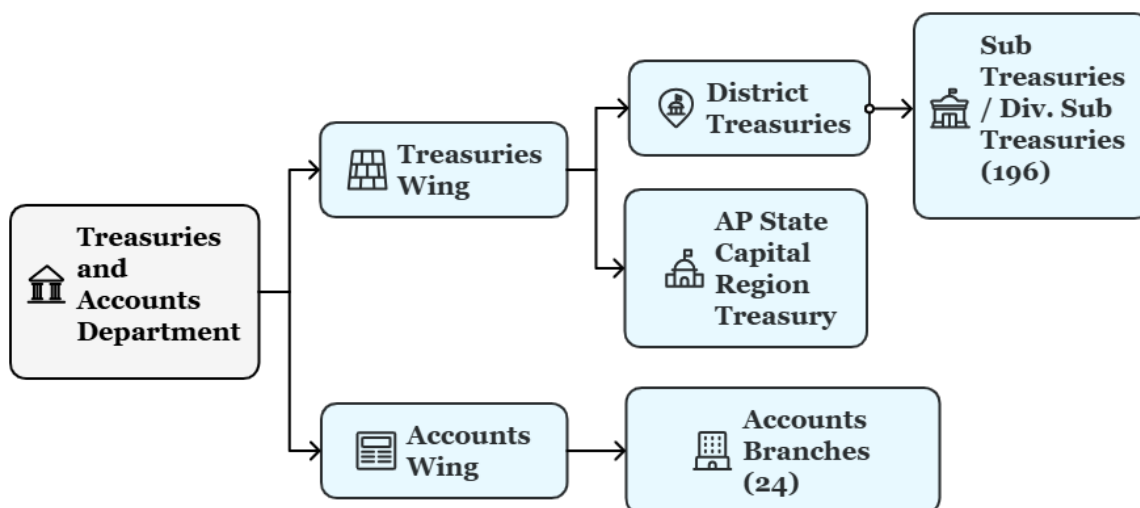 Treasuries
and
Accounts
Department
Treasuries
Wing
District
Treasuries
Sub
Treasuries
/ Div. Sub
Treasuries
(196)
AP State
Capital
Region
Treasury
Accounts
Wing
Accounts
Branches
(24)